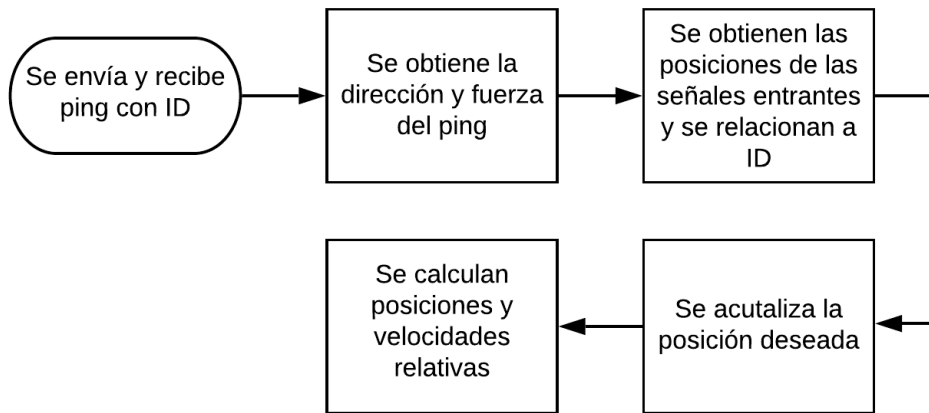 Se envía y recibe
ping con ID
Se obtiene la
dirección y fuerza
del ping
Se obtienen las
posiciones de las
señales entrantes
y se relacionan a
ID
Se acutaliza la
posición deseada
Se calculan
posiciones y
velocidades
relativas